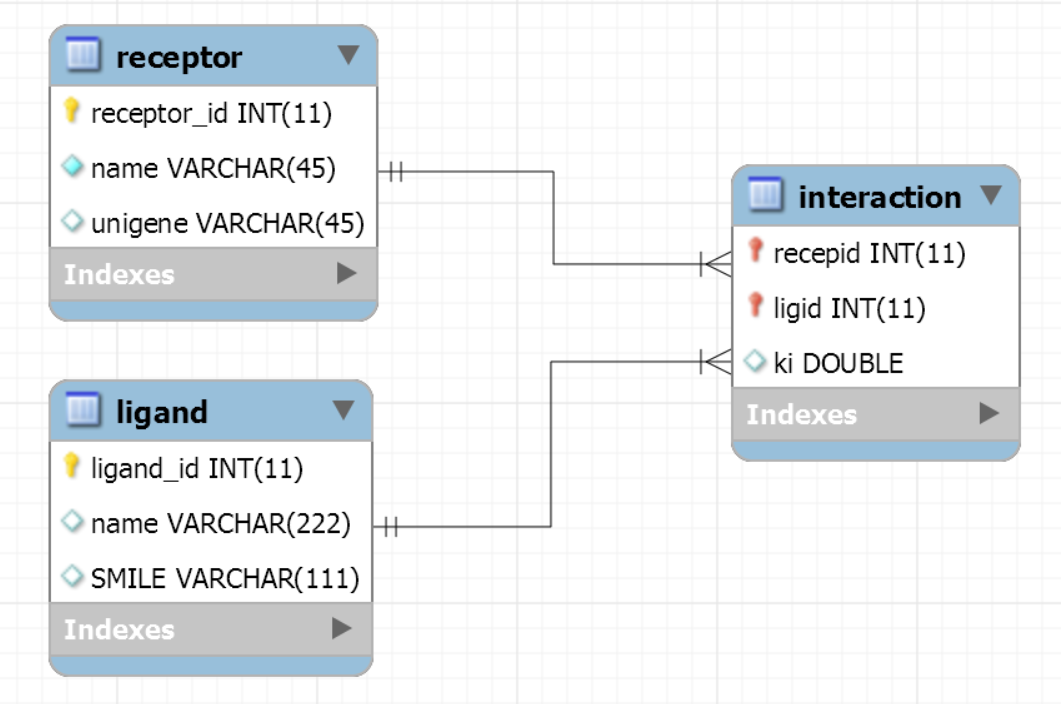 receptor
receptor_id INT(11)
name VARCHAR(45)
unigene VARCHAR(45)
Indexes
ligand
ligand_id INT(11)
name VARCHAR(222)
SMILE VARCHAR(111)
Indexes
interaction
recepid INT(11)
ligid INT(11)
ki DOUBLE
Indexes